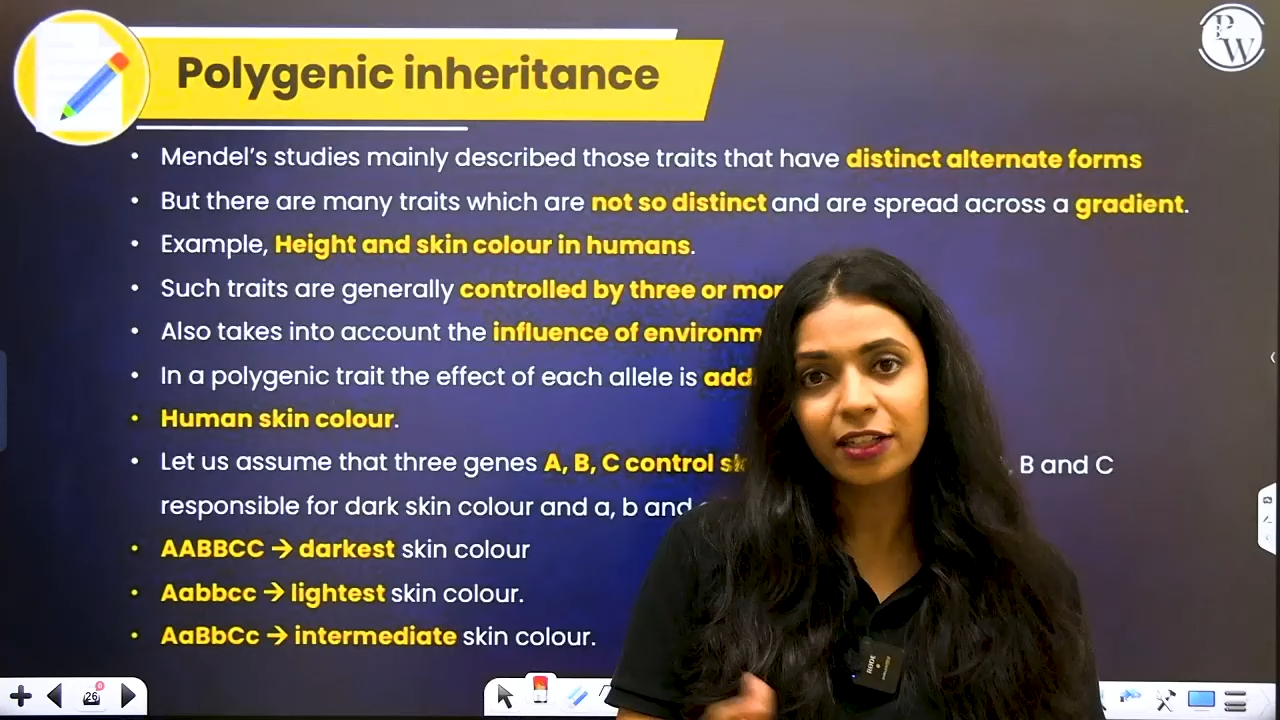 Polygenic inheritance
PW
• Mendel's studies mainly described those traits that have distinct alternate forms
• But there are many traits which are not so distinct and are spread across a gradient.
• Example, Height and skin colour in humans.
• Such traits are generally controlled by three or mor
• Also takes into account the influence of environm
• In a polygenic trait the effect of each allele is add
• Human skin colour.
• Let us assume that three genes A, B, C control sk B and C
responsible for dark skin colour and a, b and
• AABBCC → darkest skin colour
• Aabbcc → lightest skin colour.
• AaBbCc → intermediate skin colour.
26
RODE